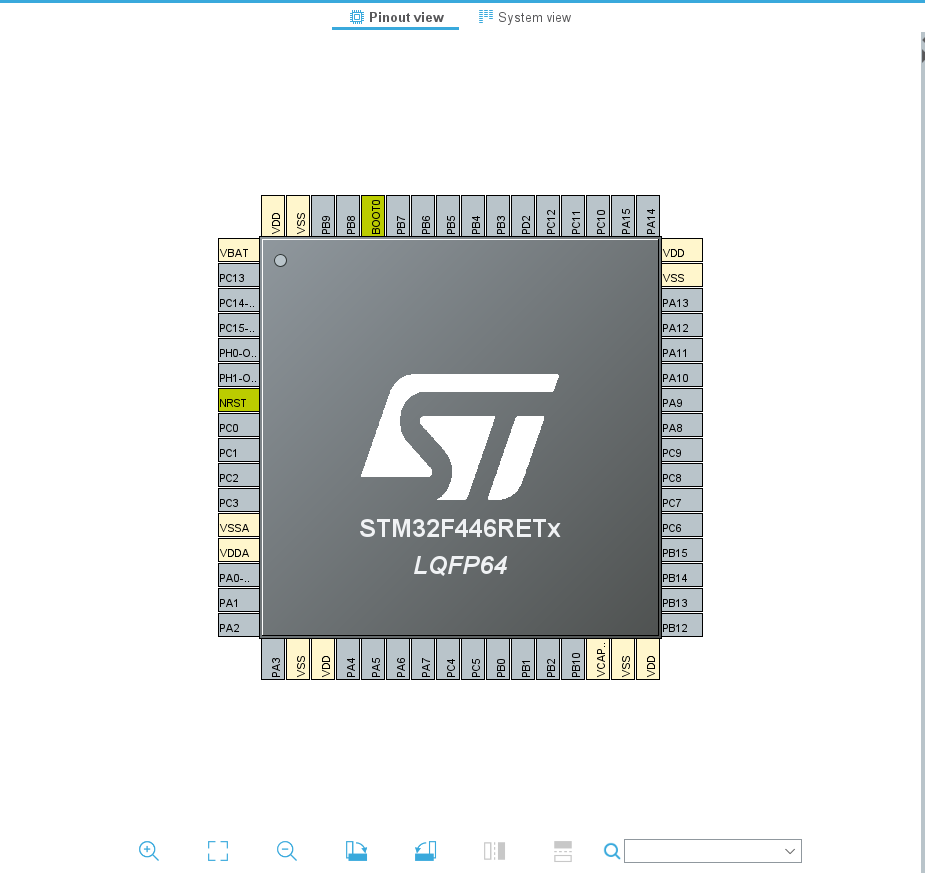 Pinout view
System view
VDD
VSS
PB9
PB8
BOOT0
PB7
PB6
PB5
PB4
PB3
PD2
PC12
PC11
PC10
PA15
PA14
VBAT
PC13
PC14-..
PC15-..
PH0-O..
PH1-O..
NRST
PC0
PC1
PC2
PC3
VSSA
VDDA
PA0-..
PA1
PA2
ST
STM32F446RETx
LQFP64
VDD
VSS
PA13
PA12
PA11
PA10
PA9
PA8
PC9
PC8
PC7
PC6
PB15
PB14
PB13
PB12
PA3
VSS
VDD
PA4
PA5
PA6
PA7
PC4
PC5
PB0
PB1
PB2
PB10
VCAP..
VSS
VDD